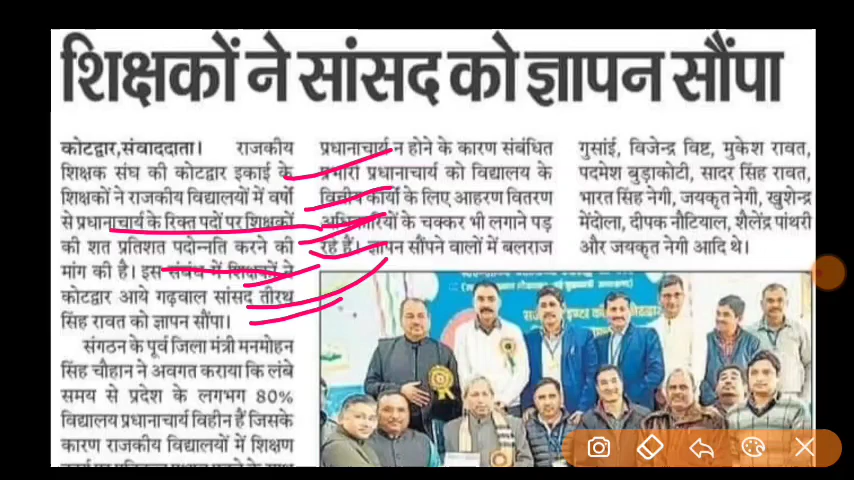 शिक्षकों ने सांसद को ज्ञापन सौंपा
कोटद्वार,संवाददाता। राजकीय
शिक्षक संघ की कोटद्वार इकाई के
शिक्षकों ने राजकीय विद्यालयों में वर्षों
से प्रधानाचार्य के रिक्त पदों पर शिक्षकों
की शत प्रतिशत पदोन्नति करने की
मांग की है। इस संबंध में शिक्षकों ने
कोटद्वार आये गढ़वाल सांसद तीरथ
सिंह रावत को ज्ञापन सौंपा।
संगठन के पूर्व जिला मंत्री मनमोहन
सिंह चौहान ने अवगत कराया कि लंबे
समय से प्रदेश के लगभग 80%
विद्यालय प्रधानाचार्य विहीन हैं जिसके
कारण राजकीय विद्यालयों में शिक्षण
प्रधानाचार्य न होने के कारण संबंधित
प्रभारी प्रधानाचार्य को विद्यालय के
वित्तीय कार्यों के लिए आहरण वितरण
अधिकारियों के चक्कर भी लगाने पड़
रहे हैं। ज्ञापन सौंपने वालों में बलराज
गुसांई, विजेन्द्र विष्ट, मुकेश रावत,
पदमेश बुड़ाकोटी, सादर सिंह रावत,
भारत सिंह नेगी, जयकृत नेगी, खुशेन्द्र
मेंदोला, दीपक नौटियाल, शैलेंद्र पांथरी
और जयकृत नेगी आदि थे।